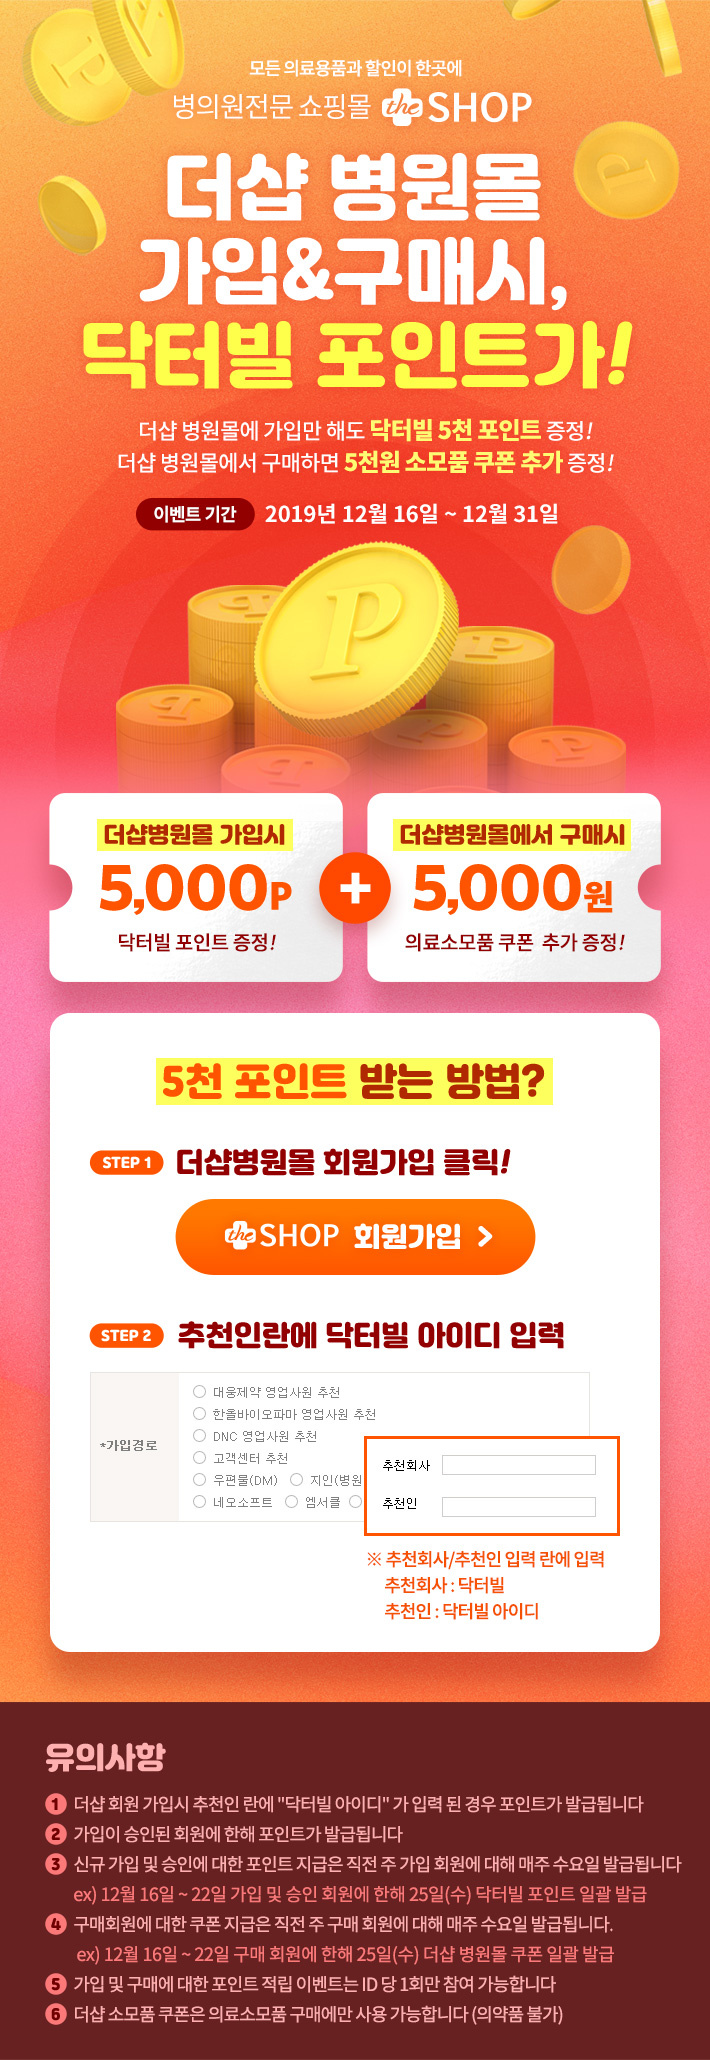 모든 의료용품과 할인이 한곳에
병의원전문 쇼핑몰 the SHOP
더샵 병원몰
가입&구매시,
닥터빌 포인트가!
더샵 병원몰에 가입만 해도 닥터빌 5천 포인트 증정!
더샵 병원몰에서 구매하면 5천원 소모품 쿠폰 추가 증정!
이벤트 기간 2019년 12월 16일 ~ 12월 31일
더샵병원몰 가입시
5,000P
닥터빌 포인트 증정!
+
더샵병원몰에서 구매시
5,000원
의료소모품 쿠폰 추가 증정!
5천 포인트 받는 방법?
STEP 1 더샵병원몰 회원가입 클릭!
the SHOP 회원가입 >
STEP 2 추천인란에 닥터빌 아이디 입력
*가입경로
대웅제약 영업사원 추천
한올바이오파마 영업사원 추천
DNC 영업사원 추천
고객센터 추천
우편물(DM) 지인(병원
네오소프트 엠서클
추천회사
추천인
※ 추천회사/추천인 입력 란에 입력
추천회사 : 닥터빌
추천인 : 닥터빌 아이디
유의사항
1 더샵 회원 가입시 추천인 란에 "닥터빌 아이디" 가 입력 된 경우 포인트가 발급됩니다
2 가입이 승인된 회원에 한해 포인트가 발급됩니다
3 신규 가입 및 승인에 대한 포인트 지급은 직전 주 가입 회원에 대해 매주 수요일 발급됩니다
ex) 12월 16일 ~ 22일 가입 및 승인 회원에 한해 25일(수) 닥터빌 포인트 일괄 발급
4 구매회원에 대한 쿠폰 지급은 직전 주 구매 회원에 대해 매주 수요일 발급됩니다.
ex) 12월 16일 ~ 22일 구매 회원에 한해 25일(수) 더샵 병원몰 쿠폰 일괄 발급
5 가입 및 구매에 대한 포인트 적립 이벤트는 ID 당 1회만 참여 가능합니다
6 더샵 소모품 쿠폰은 의료소모품 구매에만 사용 가능합니다 (의약품 불가)